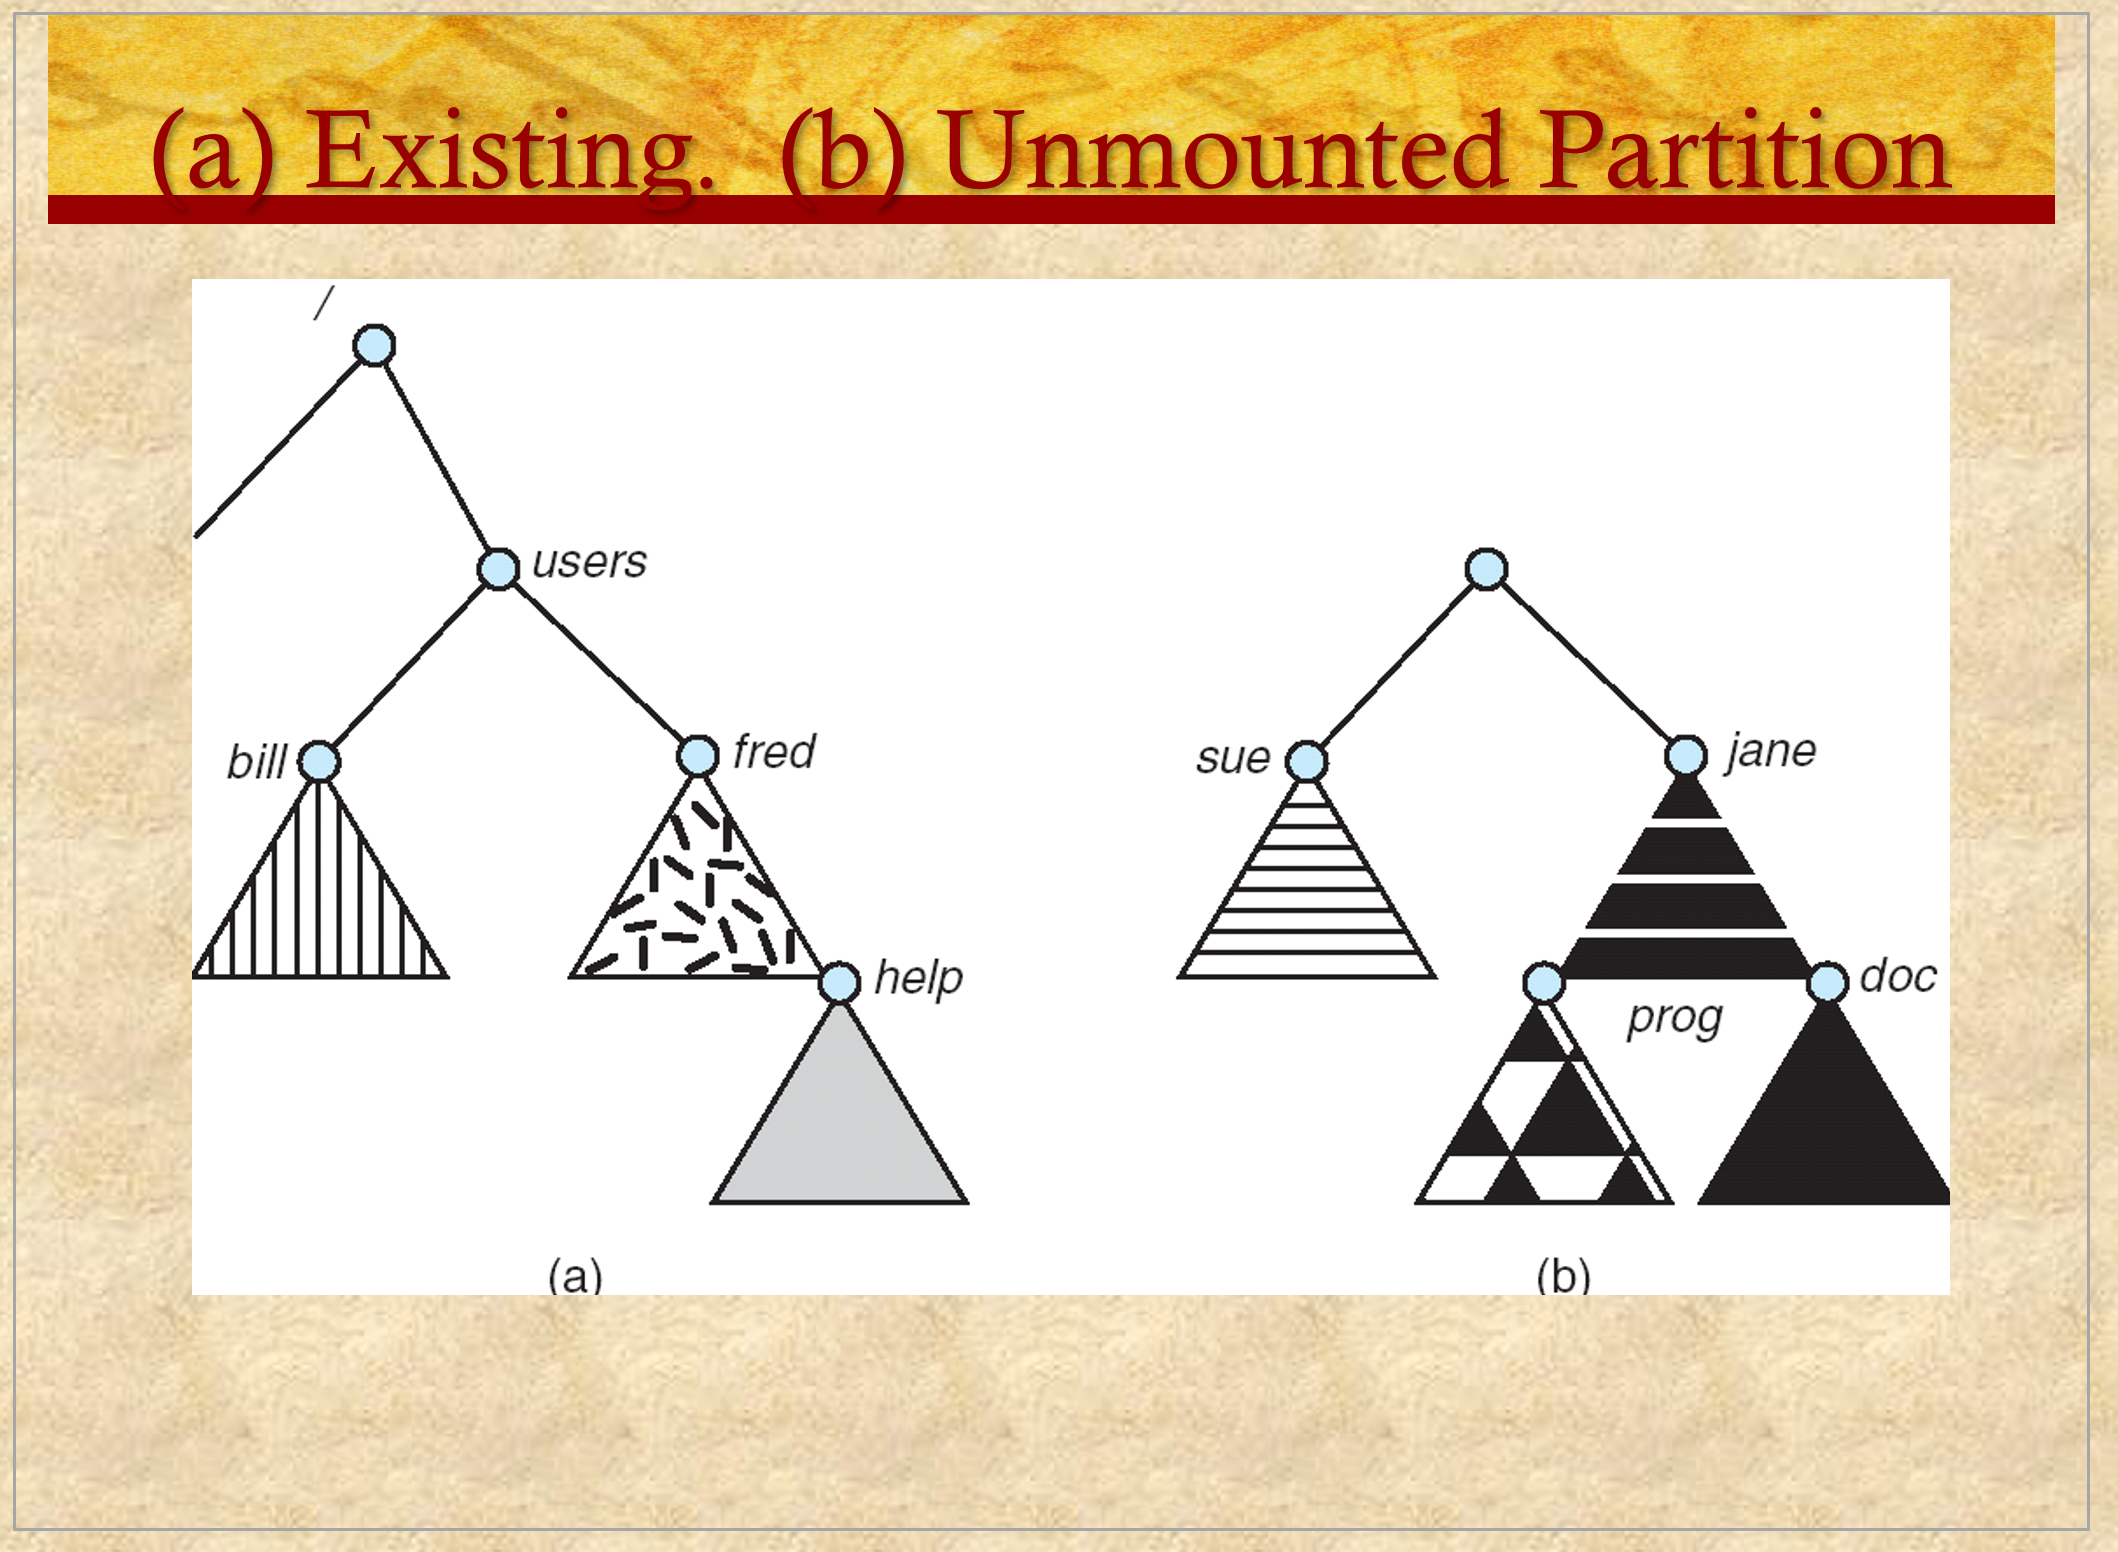 (a) Existing.  (b) Unmounted Partition
/
users
bill
fred
help
(a)
sue
jane
prog
doc
(b)